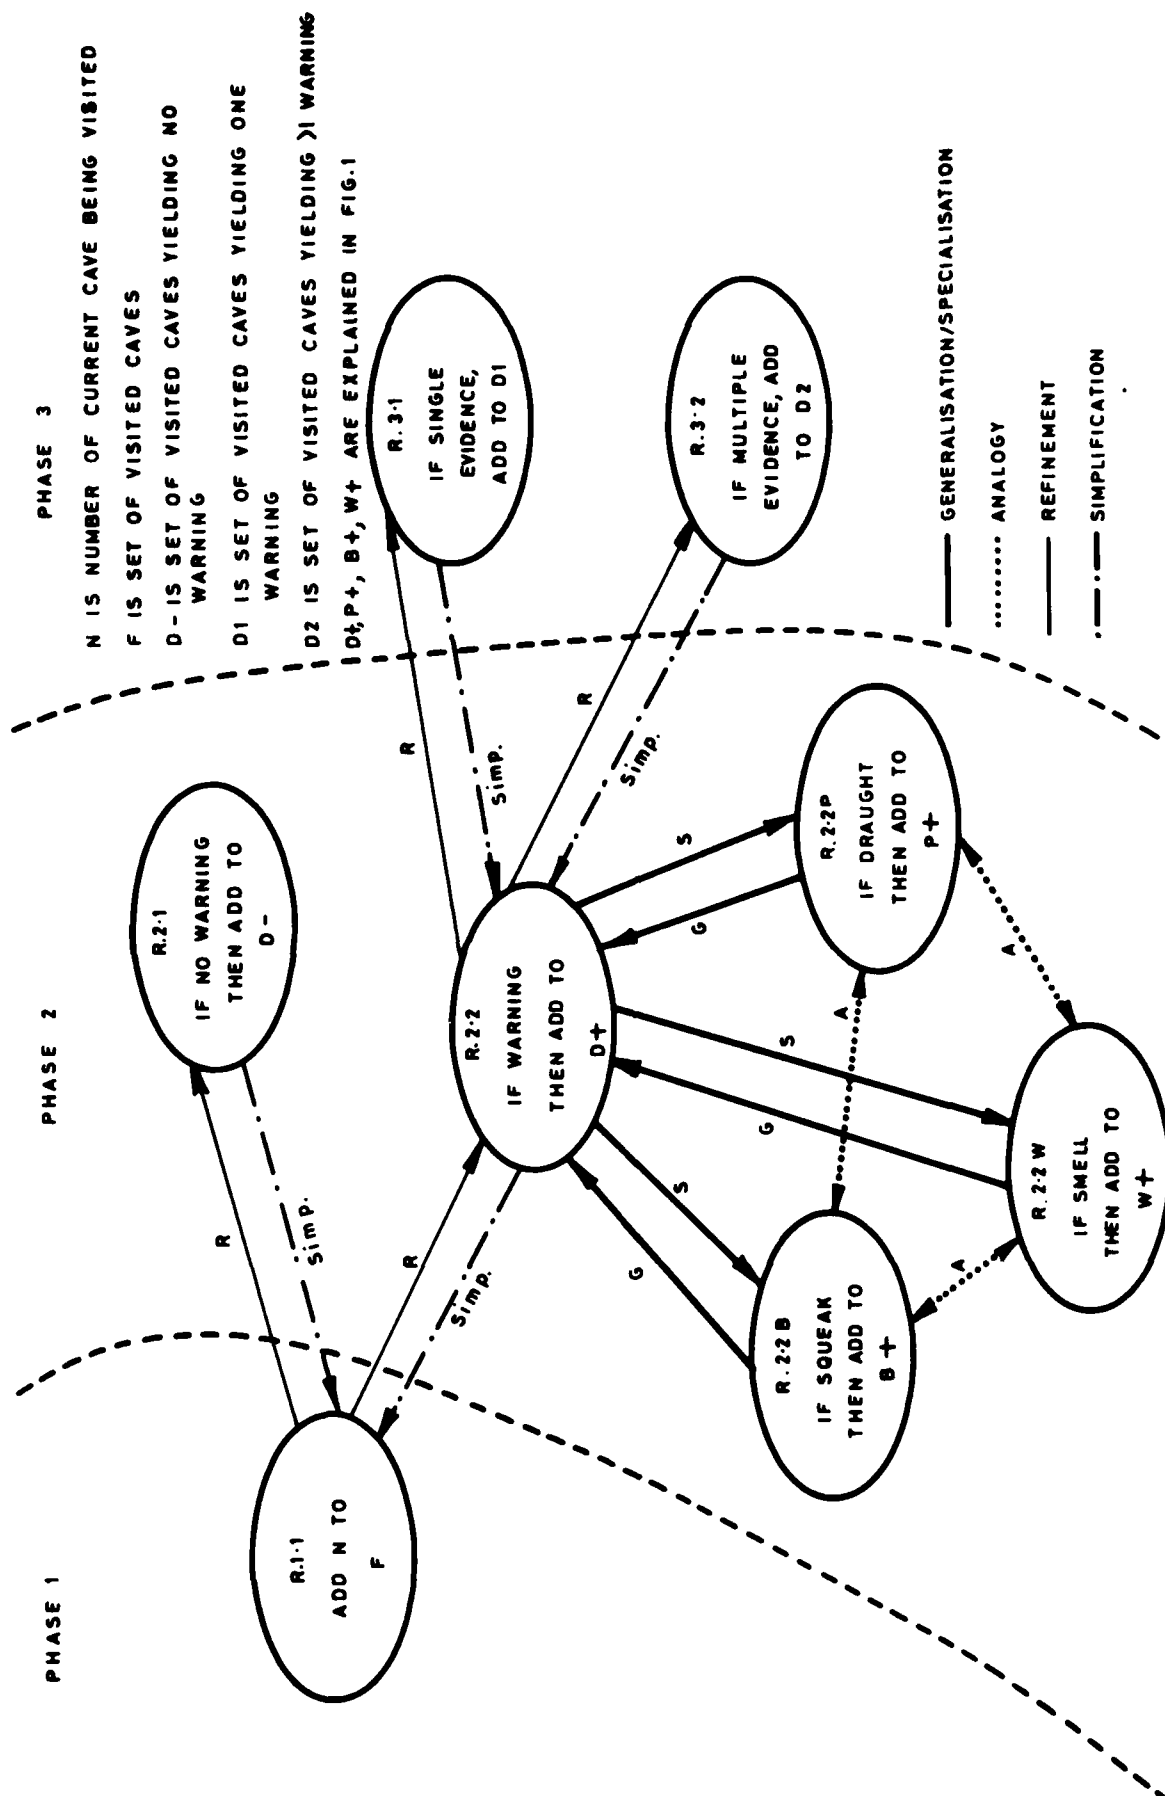 PHASE 1
PHASE 2
PHASE 3
N IS NUMBER OF CURRENT CAVE BEING VISITED
F IS SET OF VISITED CAVES
D- IS SET OF VISITED CAVES YIELDING NO
WARNING
D1 IS SET OF VISITED CAVES YIELDING ONE
WARNING
D2 IS SET OF VISITED CAVES YIELDING >1 WARNING
D+, P+, B+, W+ ARE EXPLAINED IN FIG.1
R.1.1
ADD N TO
F
R
Simp.
R
Simp.
R.2.1
IF NO WARNING
THEN ADD TO
D-
R.2.2
IF WARNING
THEN ADD TO
D+
R
Simp.
R
Simp.
R.3.1
IF SINGLE
EVIDENCE,
ADD TO D1
R.3.2
IF MULTIPLE
EVIDENCE, ADD
TO D2
G
S
G
S
G
S
R.2.2B
IF SQUEAK
THEN ADD TO
B+
A
A
A
R.2.2W
IF SMELL
THEN ADD TO
W+
R.2.2P
IF DRAUGHT
THEN ADD TO
P+
GENERALISATION/SPECIALISATION
ANALOGY
REFINEMENT
SIMPLIFICATION